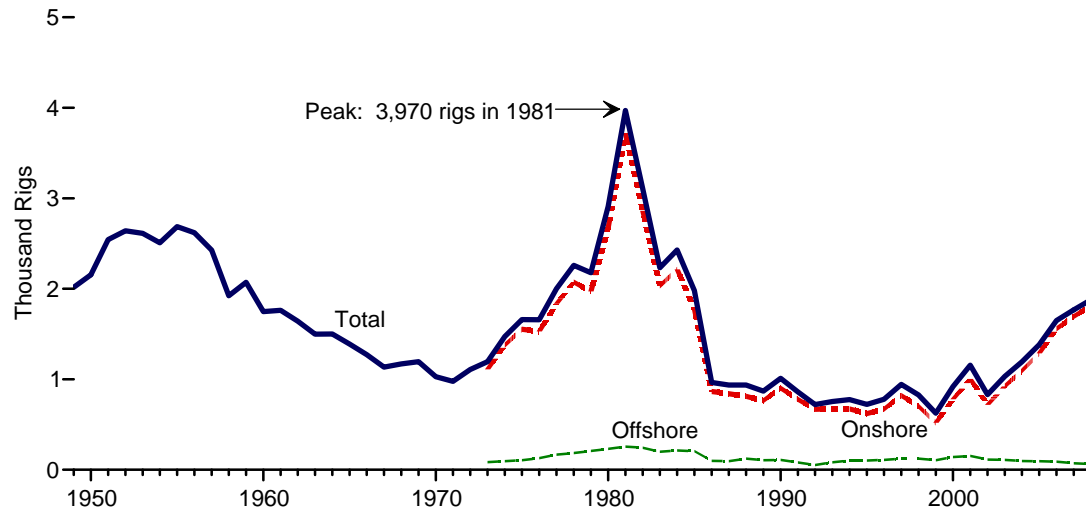 5
4
Peak: 3,970 rigs in 1981
3
Thousand Rigs
2
Total
1
Offshore
Onshore
0
1950 1960 1970 1980 1990 2000